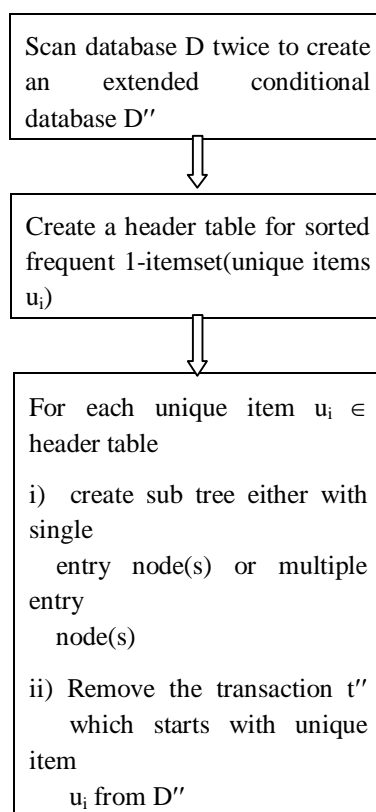 Scan database D twice to create
an extended conditional
database D′′
Create a header table for sorted
frequent 1-itemset(unique items
uᵢ)
For each unique item uᵢ ∈
header table
i) create sub tree either with
single
entry node(s) or multiple
entry
node(s)
ii) Remove the transaction t′′
which starts with unique
item
uᵢ from D′′